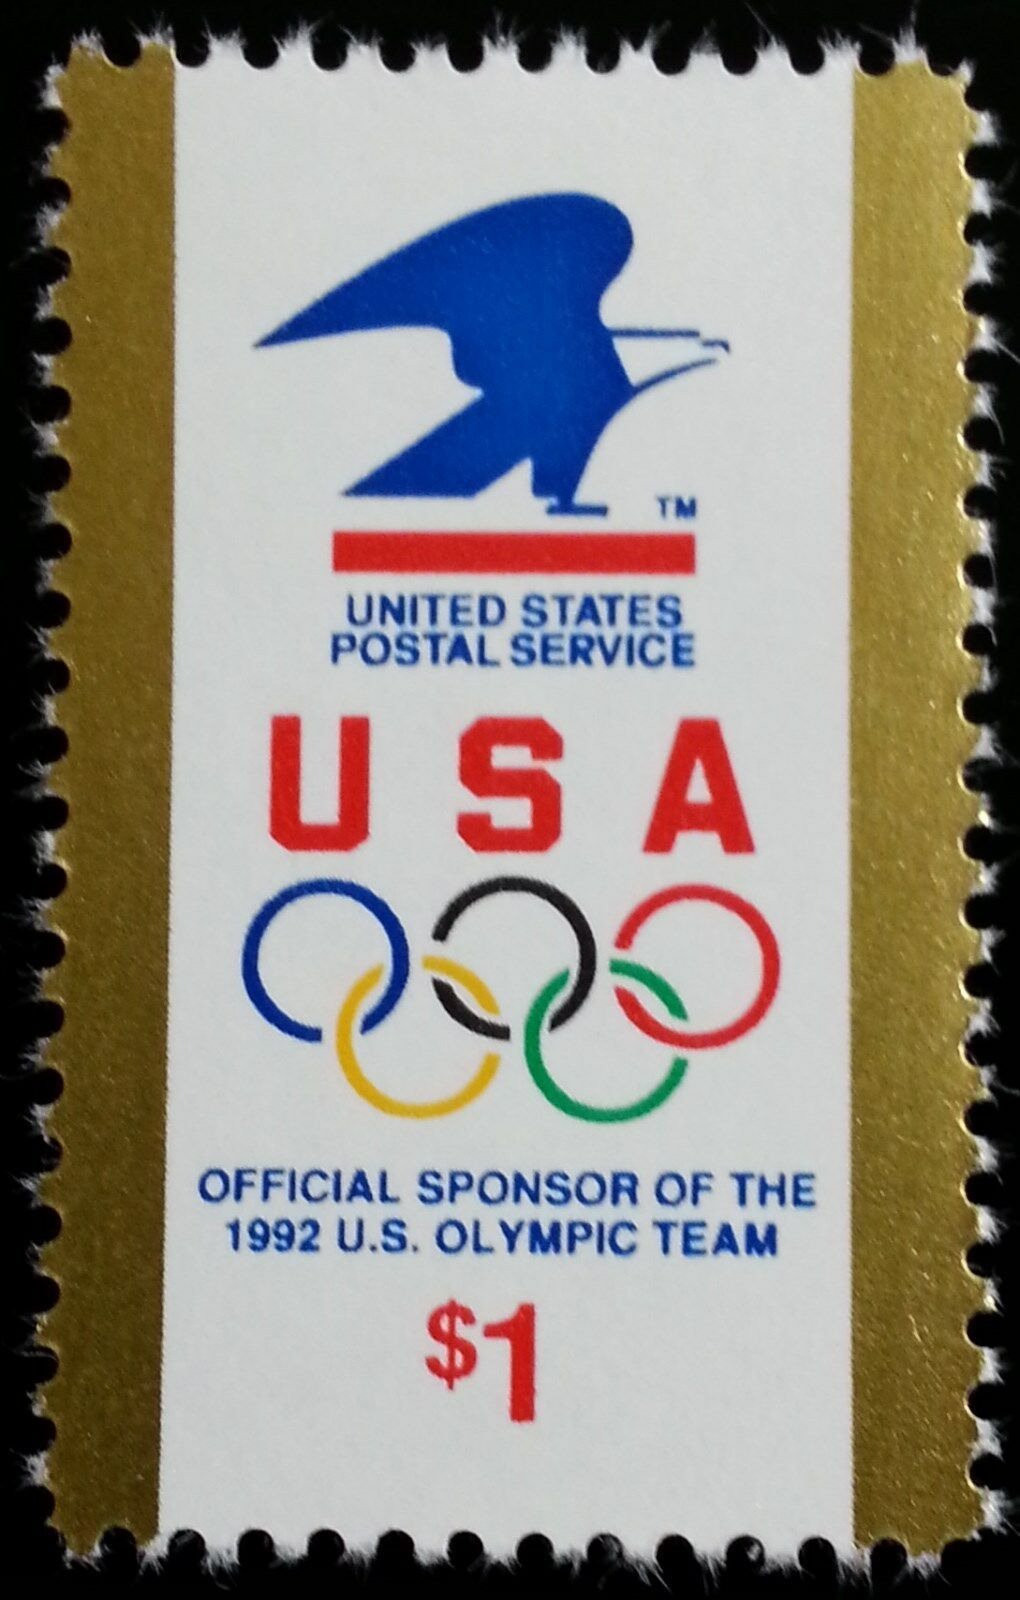 TM
UNITED STATES
POSTAL SERVICE
USA
OFFICIAL SPONSOR OF THE
1992 U.S. OLYMPIC TEAM
$1